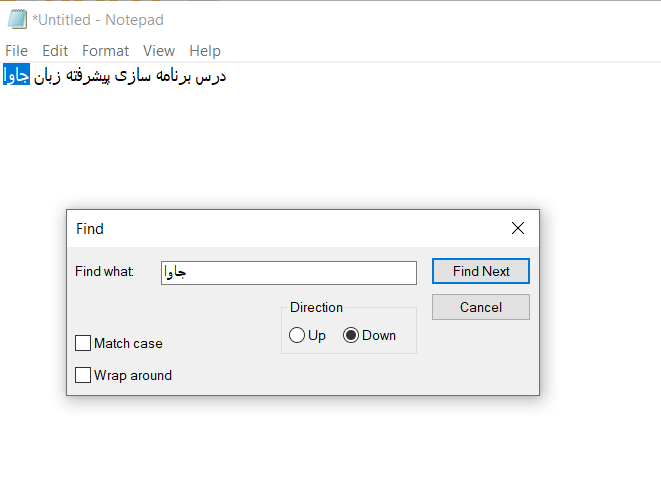 *Untitled - Notepad
File Edit Format View Help
درس برنامه سازی پیشرفته زبان جاوا
Find
Find what: جاوا Find Next
Direction Cancel
Up Down
Match case
Wrap around